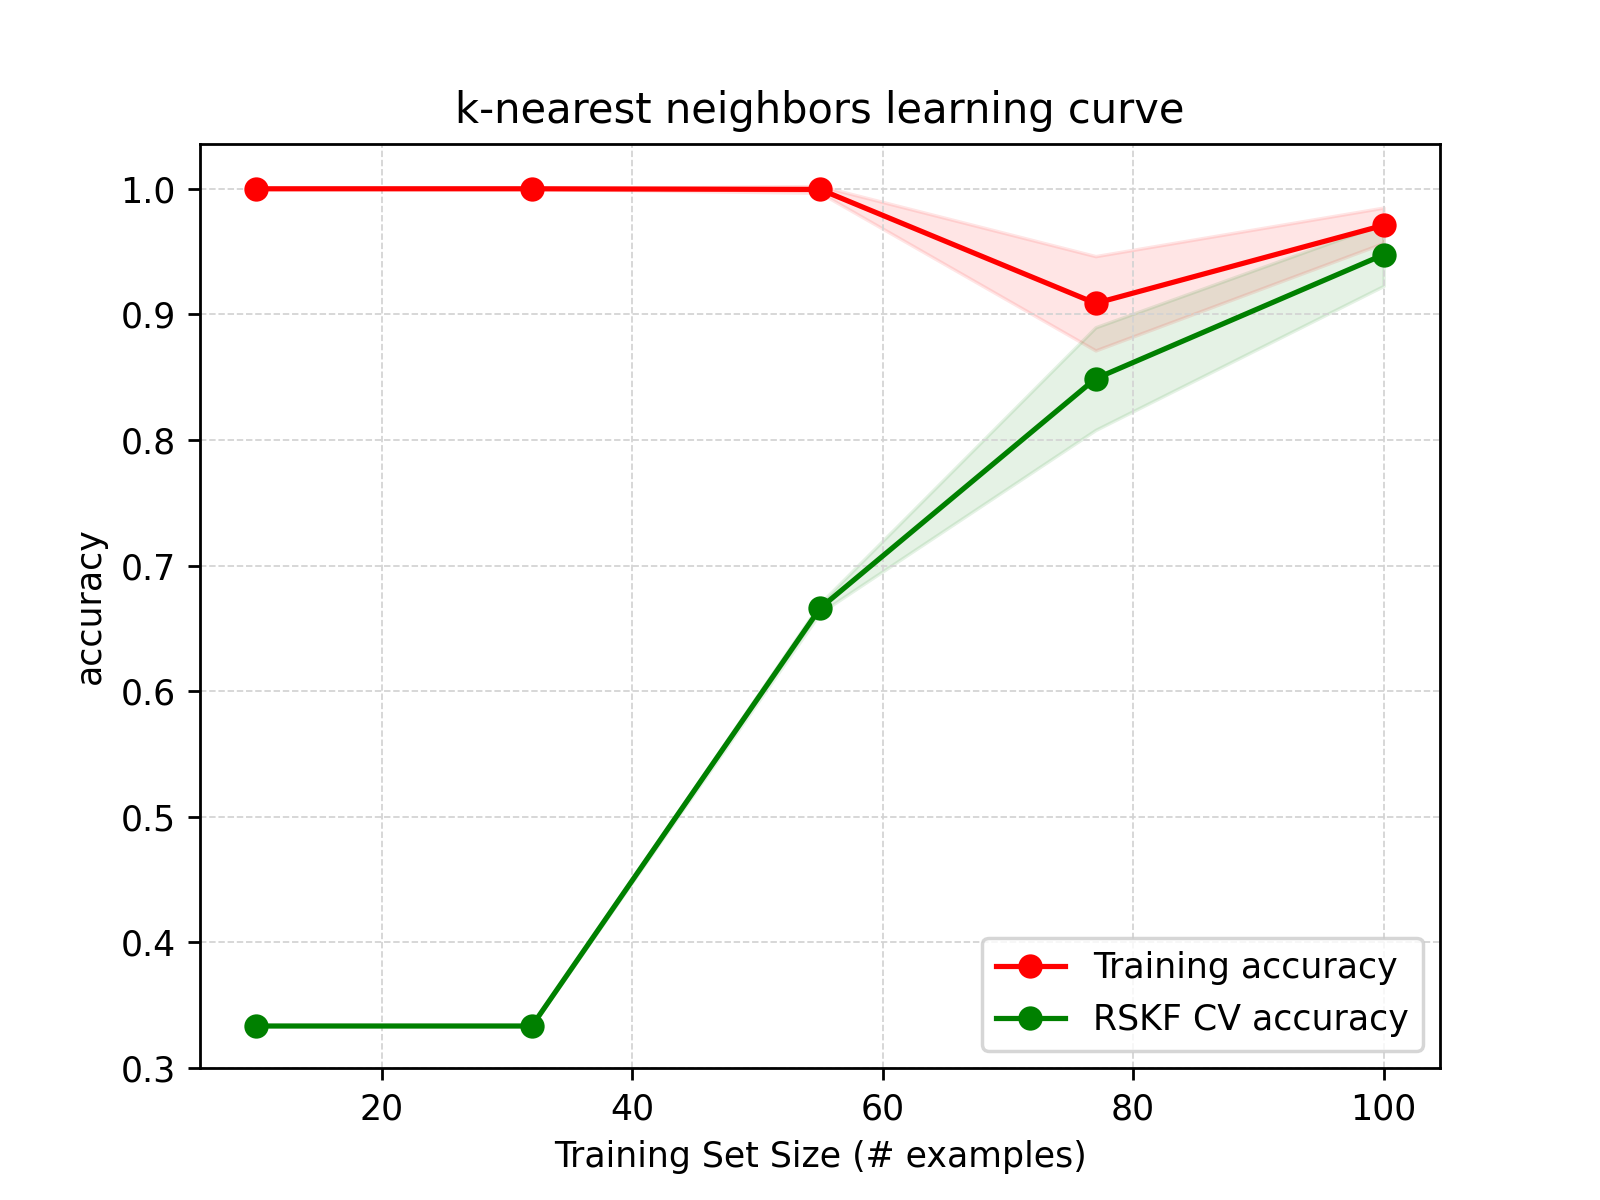 k-nearest neighbors learning curve
accuracy
1.0
0.9
0.8
0.7
0.6
0.5
0.4
0.3
Training accuracy
RSKF CV accuracy
20 40 60 80 100
Training Set Size (# examples)